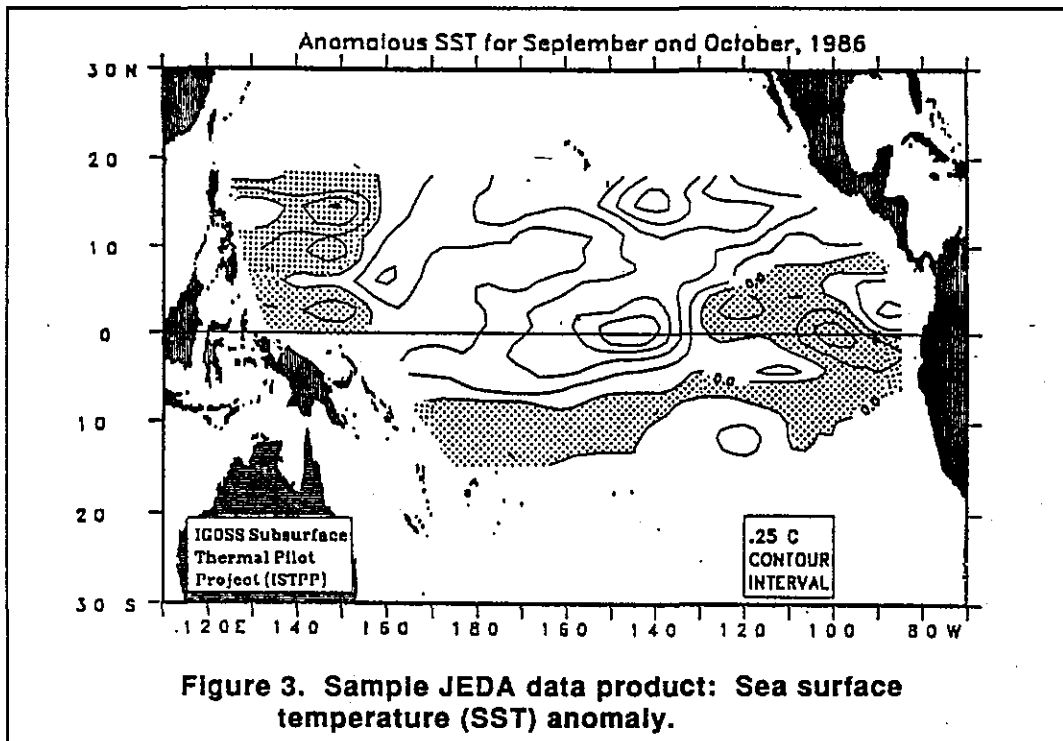 Anomalous SST for September and October, 1986
30 N
20
10
0
10
20
30 S
0.0
0.0
0.0
IGOSS Subsurface
Thermal Pilot
Project (ISTPP)
.25 C
CONTOUR
INTERVAL
.120E 140 160 180 160 140 120 100 80 W
Figure 3. Sample JEDA data product: Sea surface
temperature (SST) anomaly.